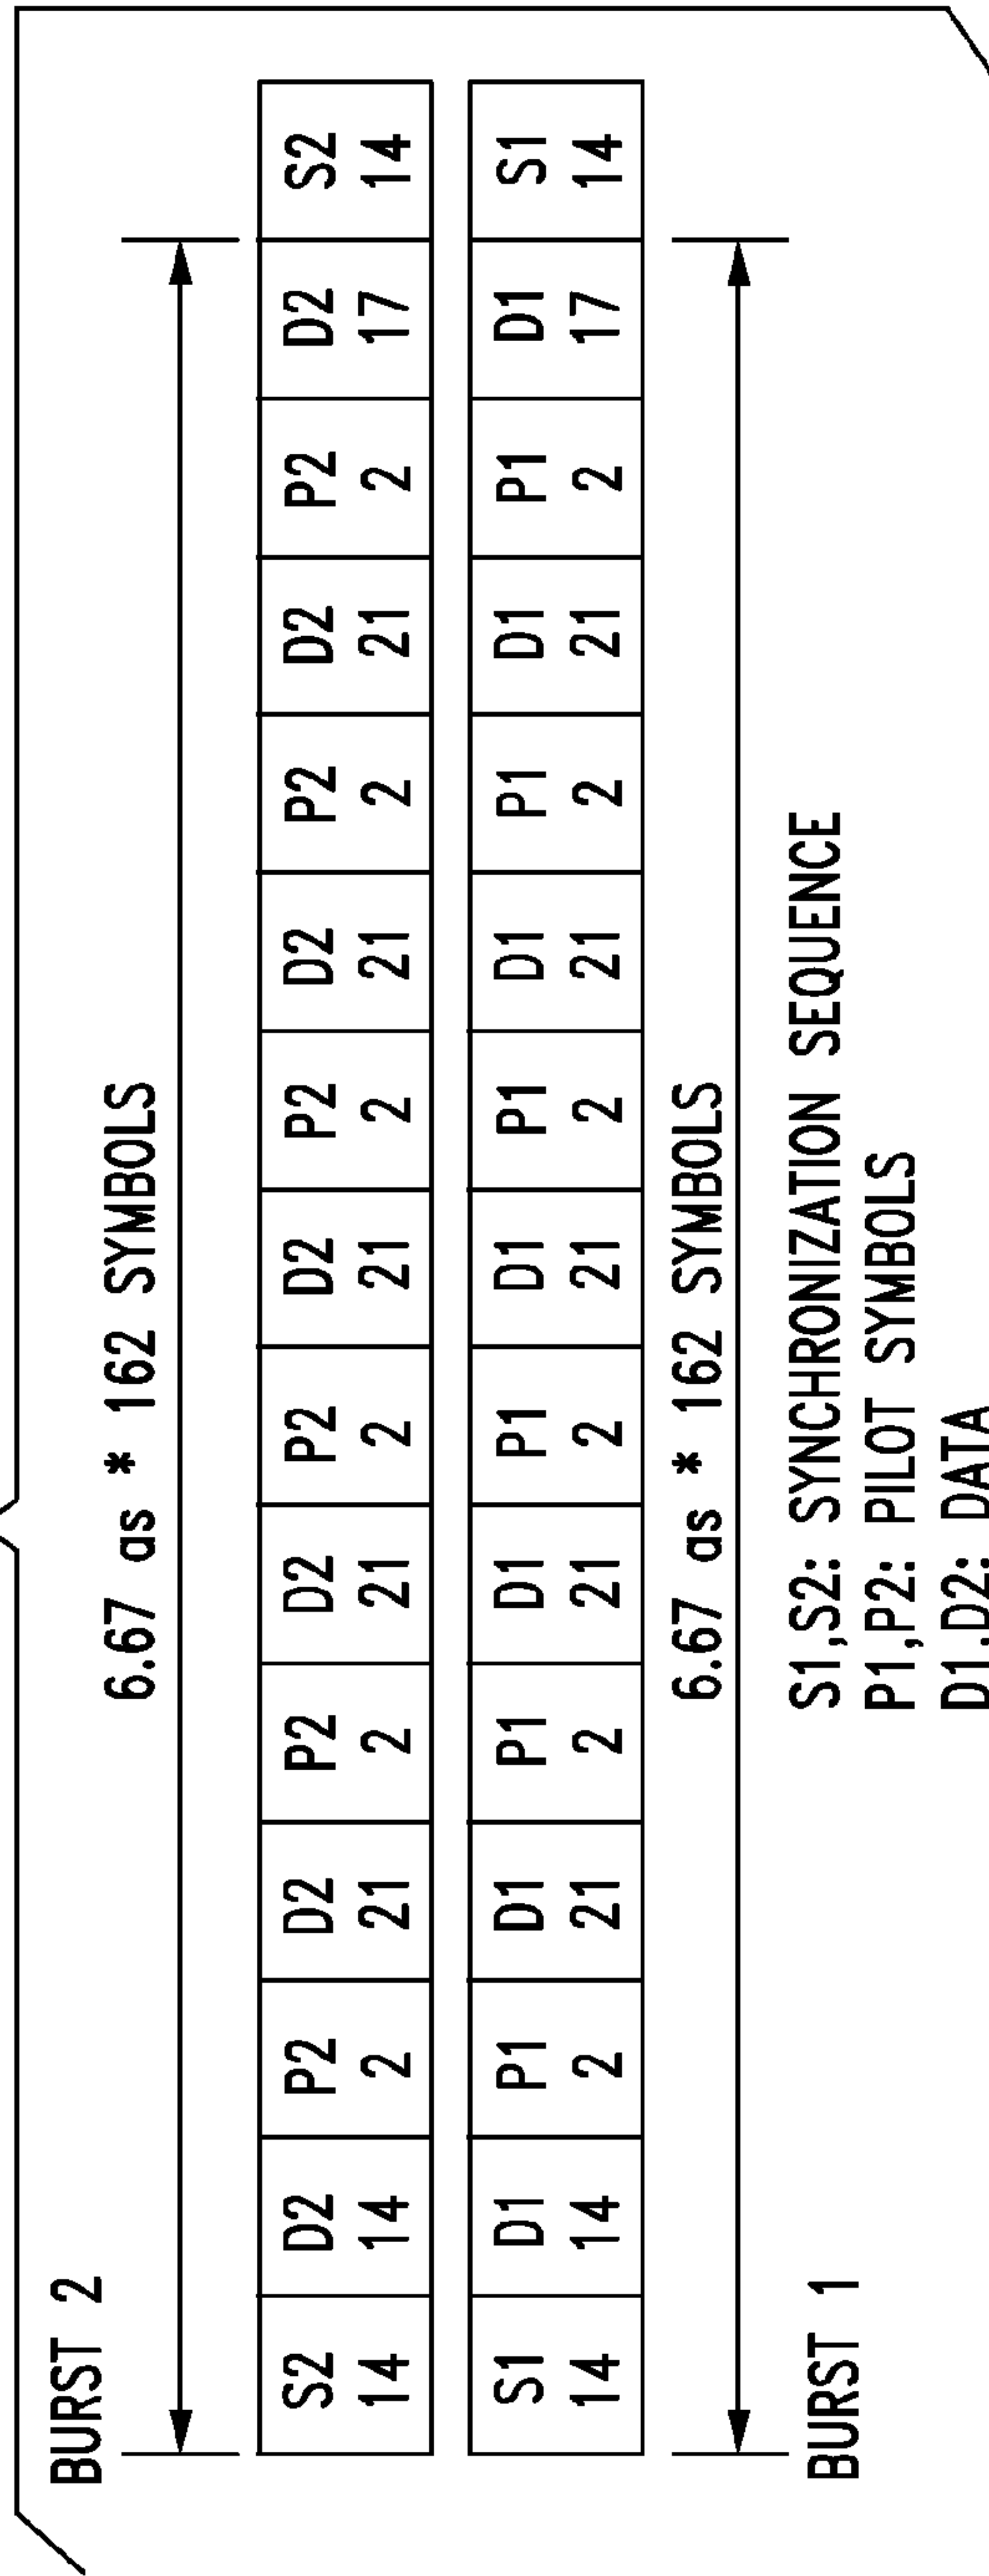 BURST 2
6.67 as * 162 SYMBOLS
S2 D2 P2 D2 P2 D2 P2 D2 P2 D2 P2 D2 P2 D2 S2
14 14 2 21 2 21 2 21 2 21 2 21 2 17 14
S1 D1 P1 D1 P1 D1 P1 D1 P1 D1 P1 D1 P1 D1 S1
14 14 2 21 2 21 2 21 2 21 2 21 2 17 14
6.67 as * 162 SYMBOLS
BURST 1
S1,S2: SYNCHRONIZATION SEQUENCE
P1,P2: PILOT SYMBOLS
D1,D2: DATA